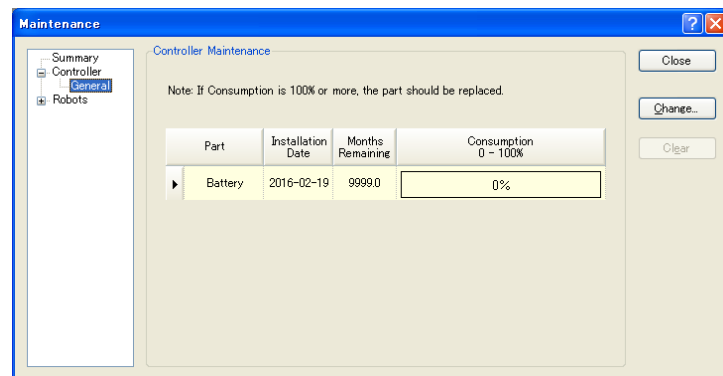 Maintenance
Summary
Controller
General
Robots
Controller Maintenance
Note: If Consumption is 100% or more, the part should be replaced.
Part
Installation Date
Months Remaining
Consumption
0 - 100%
Battery
2016-02-19
9999.0
0%
Close
Change...
Clear